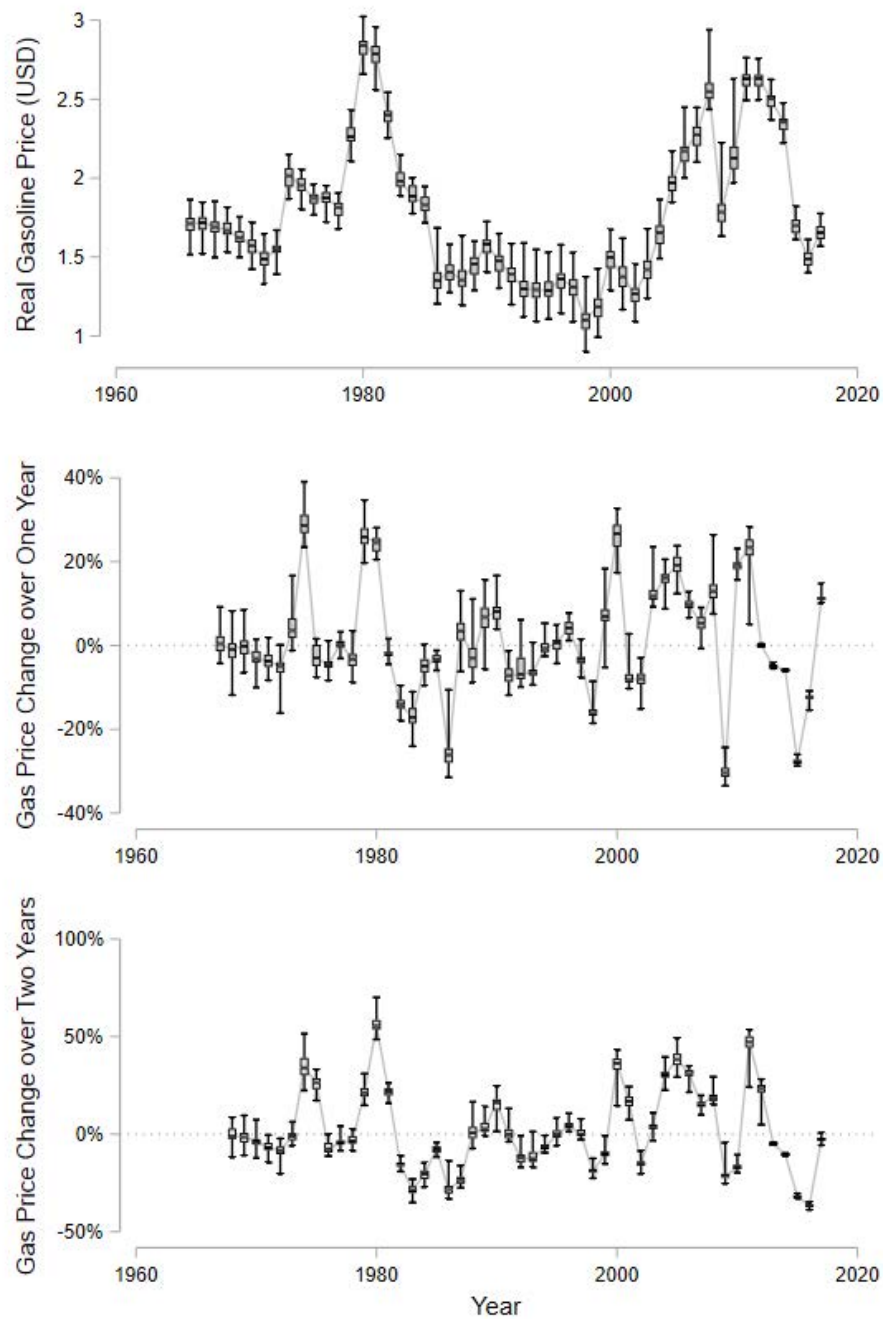 Real Gasoline Price (USD)
3
2.5
2
1.5
1
1960 1980 2000 2020
Gas Price Change over One Year
40%
20%
0%
-20%
-40%
1960 1980 2000 2020
Gas Price Change over Two Years
100%
50%
0%
-50%
1960 1980 2000 2020
Year